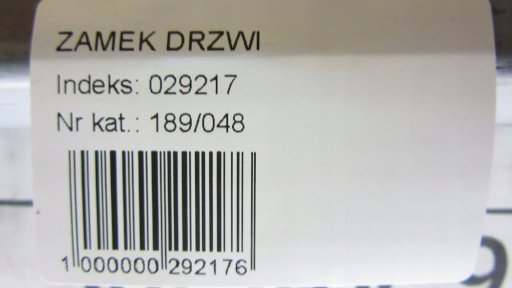 ZAMEK DRZWI
Indeks: 029217
Nr kat.: 189/048
1 000000 292176